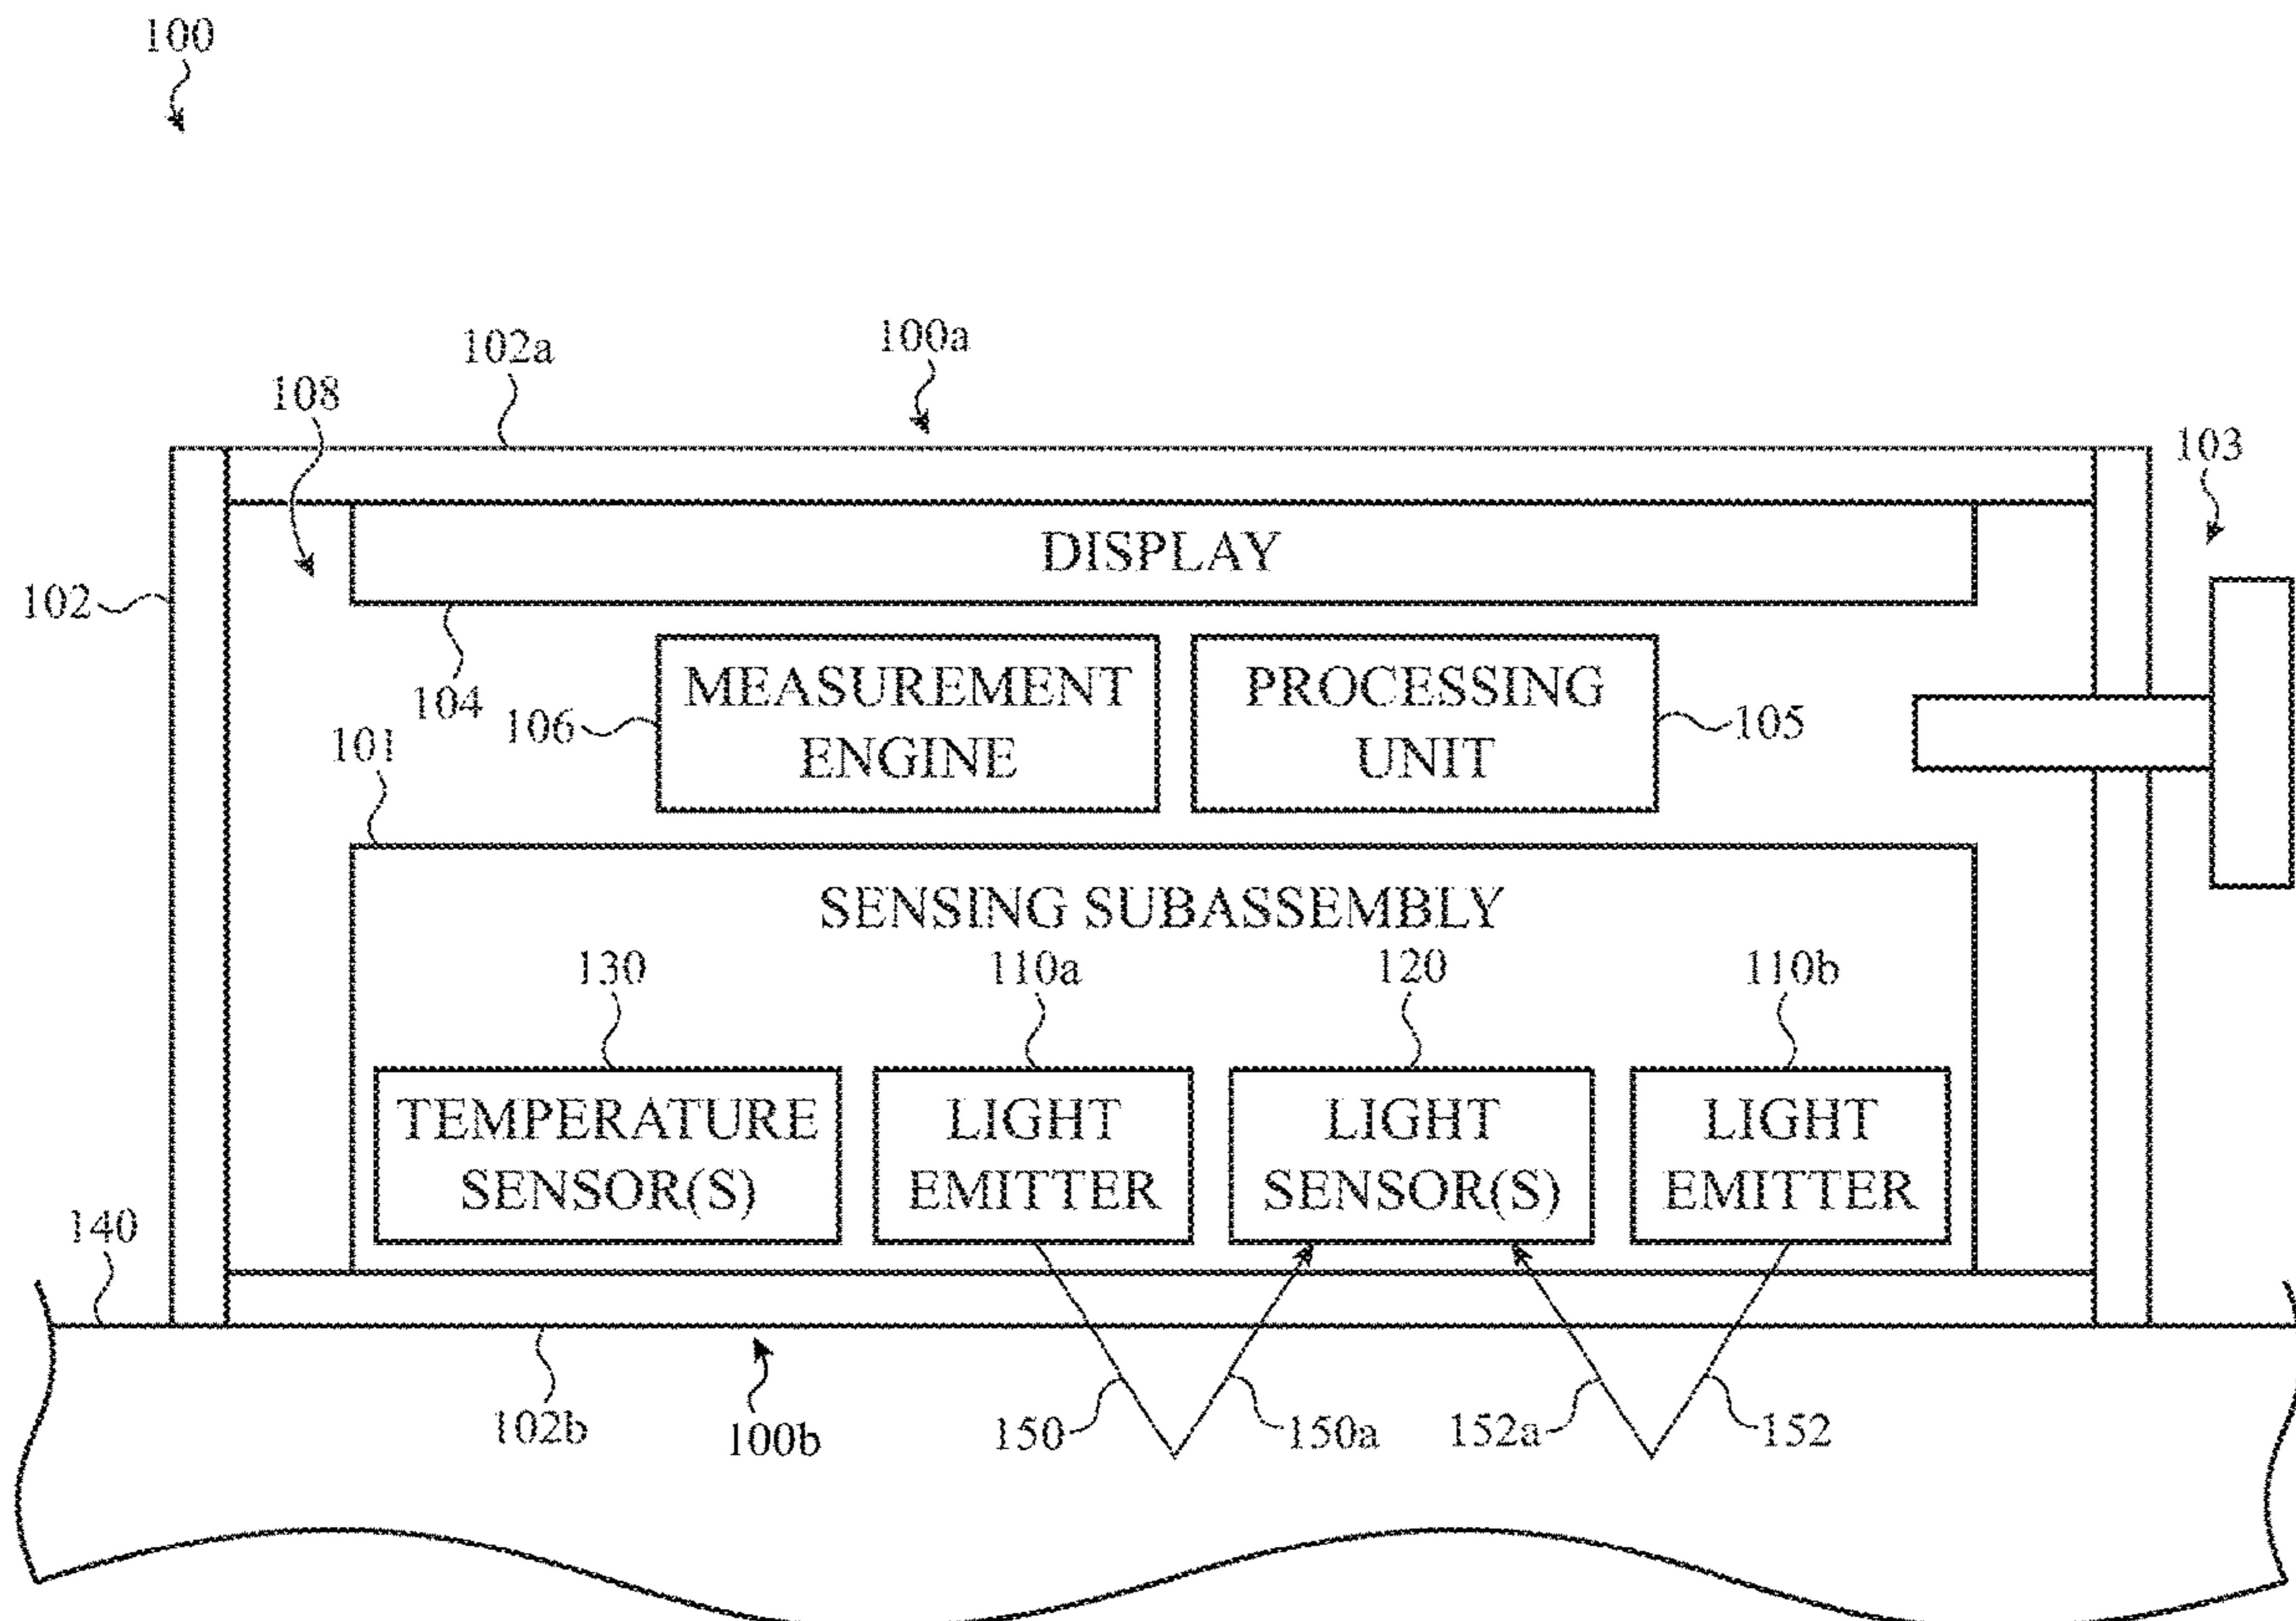 100
102a
100a
108
103
DISPLAY
102
104
MEASUREMENT
ENGINE
PROCESSING
UNIT
106
105
101
SENSING SUBASSEMBLY
130
110a
120
110b
TEMPERATURE
SENSOR(S)
LIGHT
EMITTER
LIGHT
SENSOR(S)
LIGHT
EMITTER
140
102b
100b
150
150a
152a
152